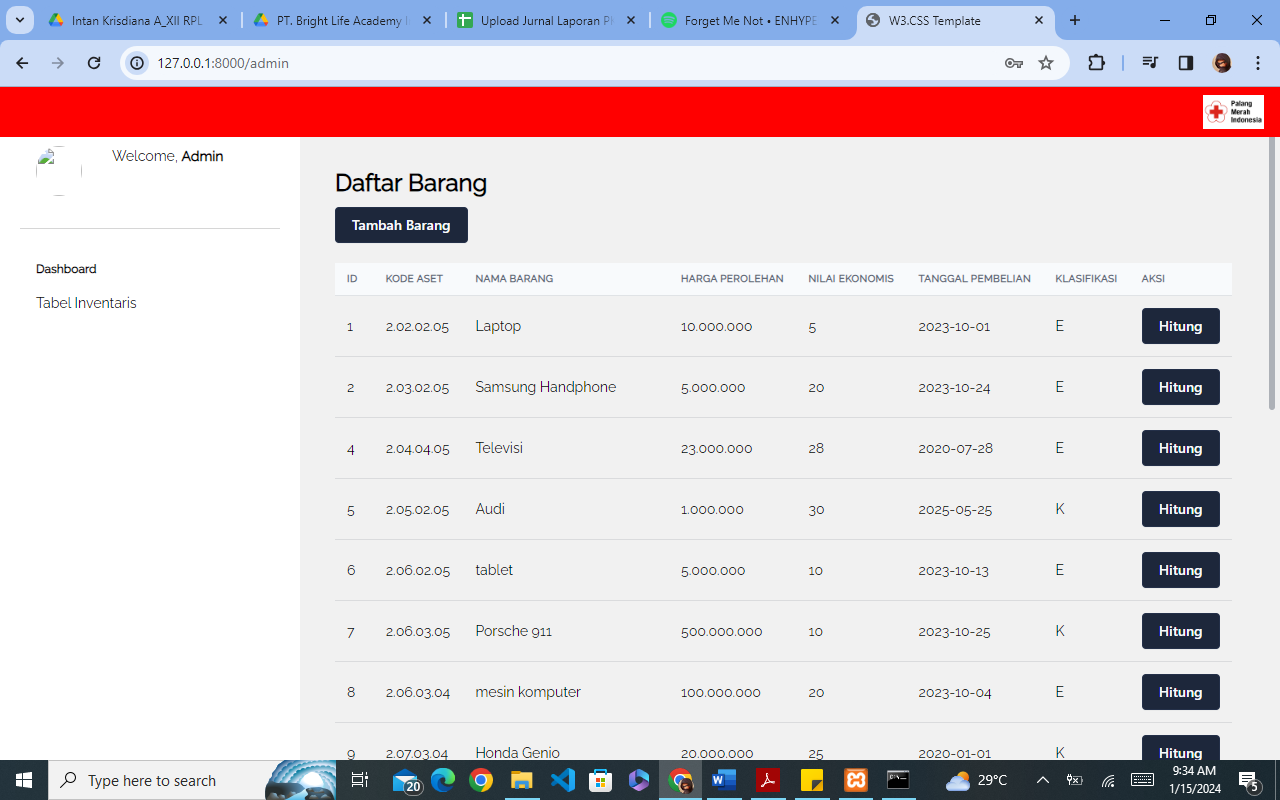 Intan Krisdiana A_XII RPL
PT. Bright Life Academy I
Upload Jurnal Laporan P
Forget Me Not • ENHYPE
W3.CSS Template
127.0.0.1:8000/admin
Palang
Merah
Indonesia
Welcome, Admin
Dashboard
Tabel Inventaris
Daftar Barang
Tambah Barang
ID KODE ASET NAMA BARANG HARGA PEROLEHAN NILAI EKONOMIS TANGGAL PEMBELIAN KLASIFIKASI AKSI
1 2.02.02.05 Laptop 10.000.000 5 2023-10-01 E Hitung
2 2.03.02.05 Samsung Handphone 5.000.000 20 2023-10-24 E Hitung
4 2.04.04.05 Televisi 23.000.000 28 2020-07-28 E Hitung
5 2.05.02.05 Audi 1.000.000 30 2025-05-25 K Hitung
6 2.06.02.05 tablet 5.000.000 10 2023-10-13 E Hitung
7 2.06.03.05 Porsche 911 500.000.000 10 2023-10-25 K Hitung
8 2.06.03.04 mesin komputer 100.000.000 20 2023-10-04 E Hitung
9 2.07.03.04 Honda Genio 20.000.000 25 2020-01-01 K Hitung
Type here to search
20
29°C
9:34 AM
1/15/2024
5